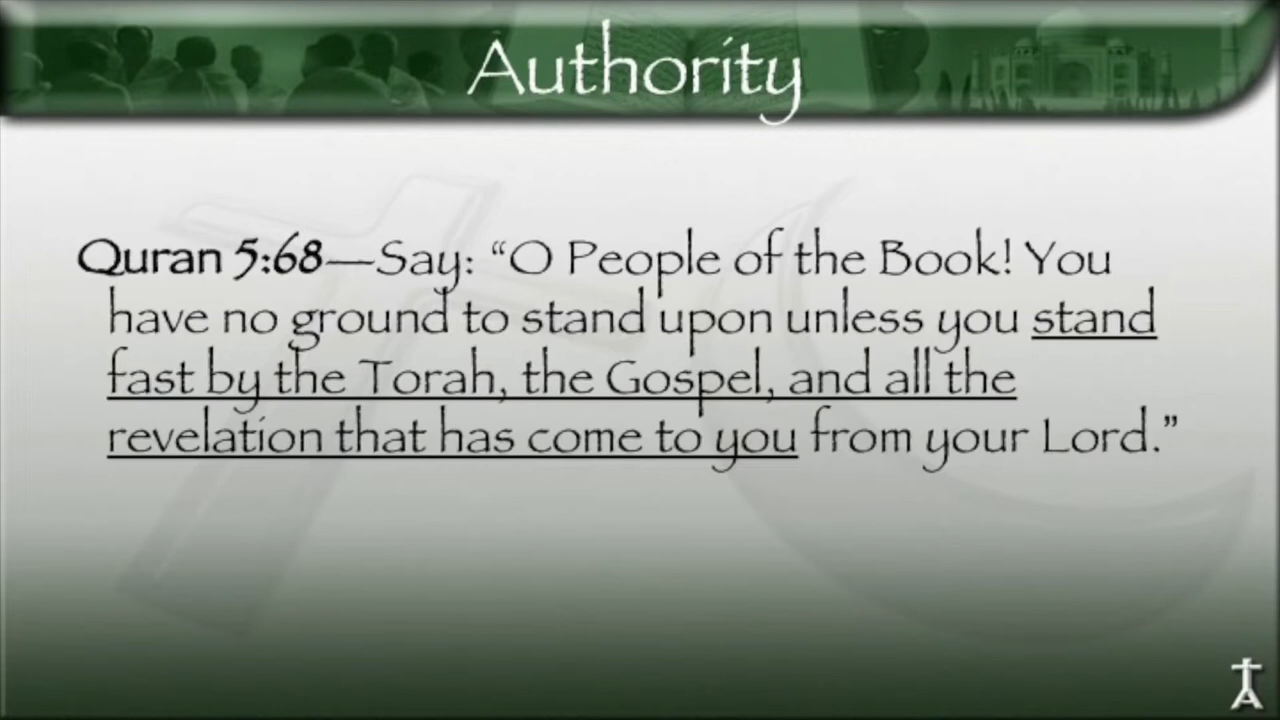 Authority
Quran 5:68—Say: “O People of the Book! You
have no ground to stand upon unless you stand
fast by the Torah, the Gospel, and all the
revelation that has come to you from your Lord.”